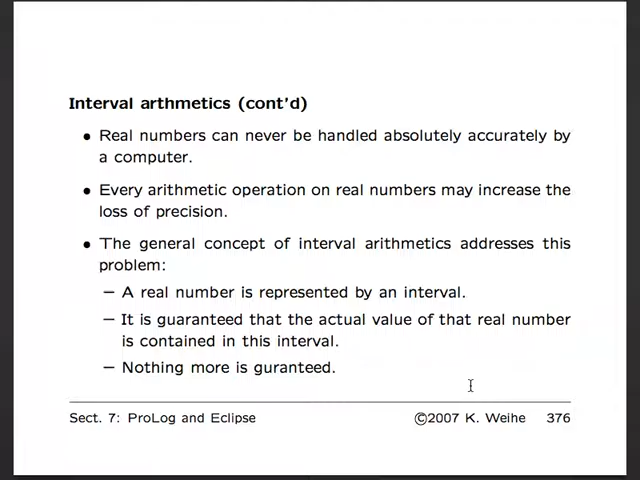 Interval arthmetics (cont'd)
• Real numbers can never be handled absolutely accurately by
a computer.
• Every arithmetic operation on real numbers may increase the
loss of precision.
• The general concept of interval arithmetics addresses this
problem:
– A real number is represented by an interval.
– It is guaranteed that the actual value of that real number
is contained in this interval.
– Nothing more is guranteed.
Sect. 7: ProLog and Eclipse ©2007 K. Weihe 376